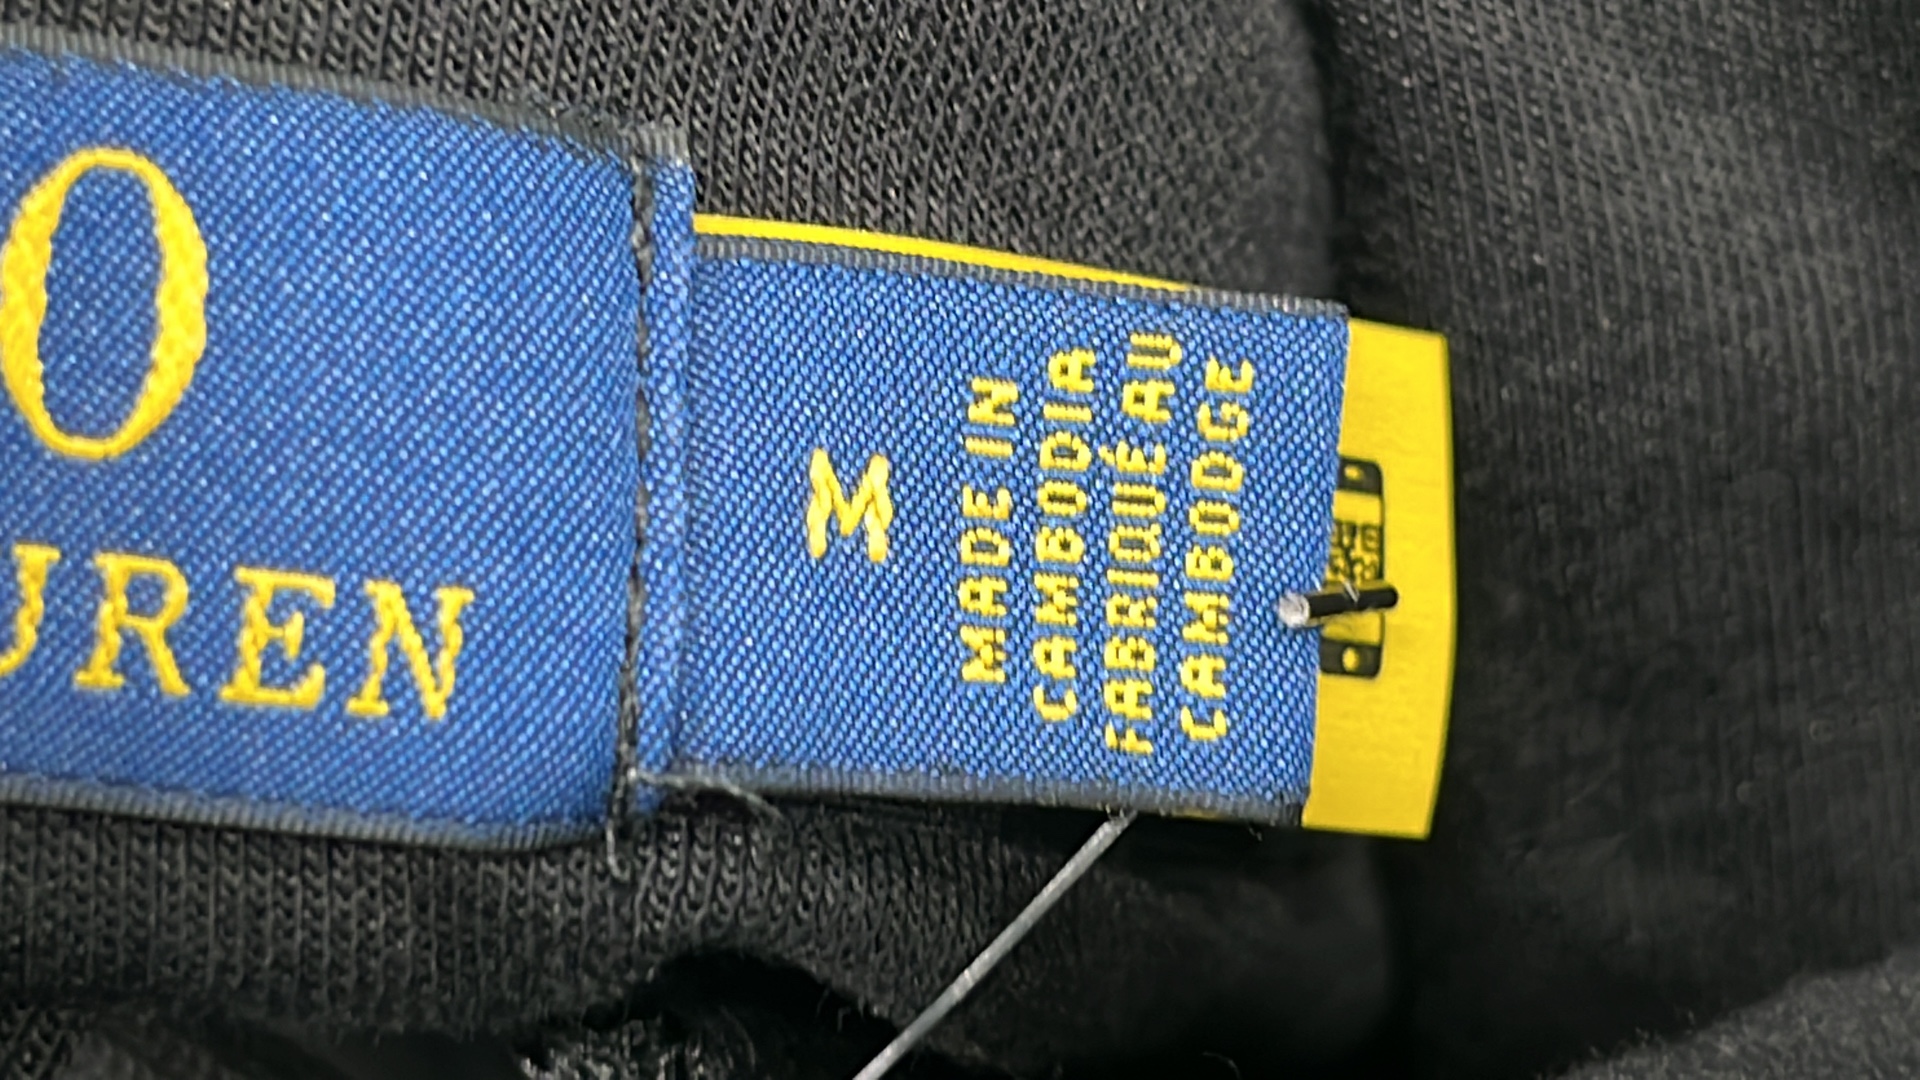 O
UREN
M
MADE IN
CAMBODIA
FABRIQUÉ AU
CAMBODGE